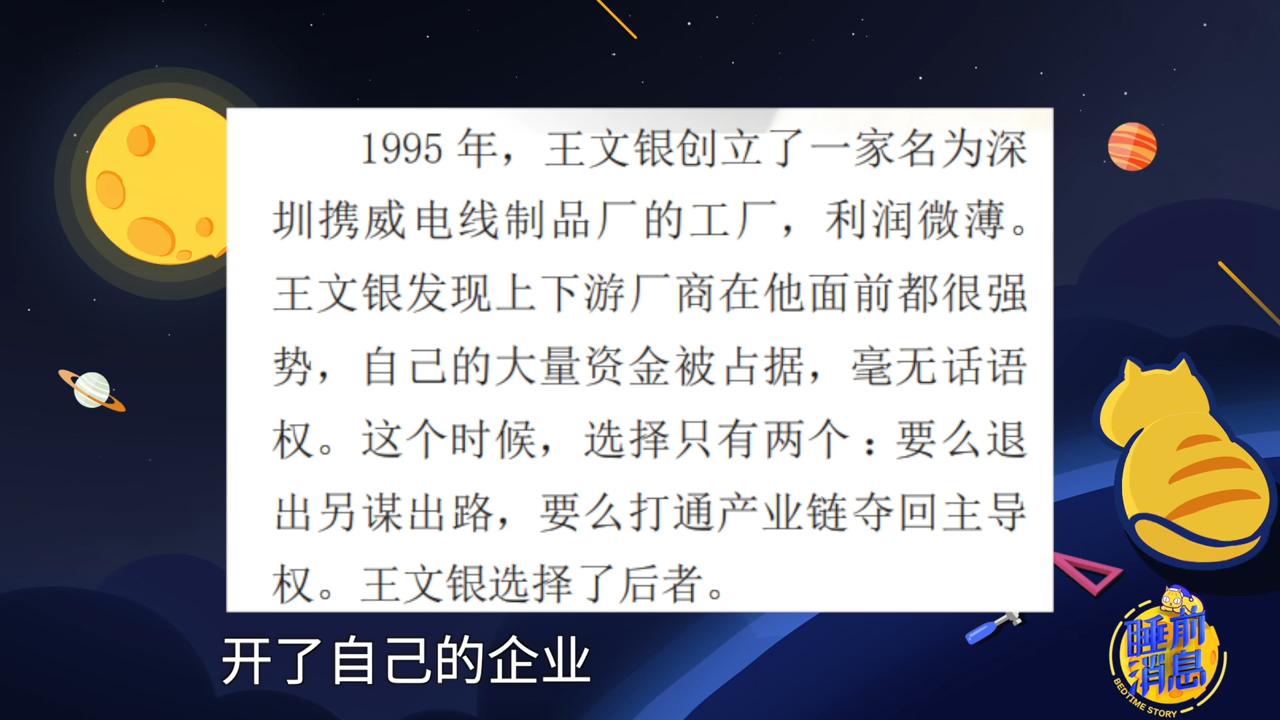 1995年，王文银创立了一家名为深
圳携威电线制品厂的工厂，利润微薄。
王文银发现上下游厂商在他面前都很强
势，自己的大量资金被占据，毫无话语
权。这个时候，选择只有两个：要么退
出另谋出路，要么打通产业链夺回主导
权。王文银选择了后者。
开了自己的企业
睡前
消息
BEDTIME STORY